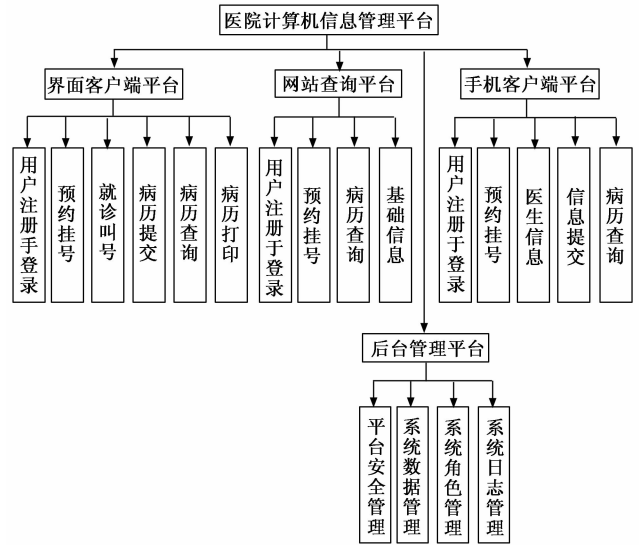 医院计算机信息管理平台
界面客户端平台
网站查询平台
手机客户端平台
用户注册手登录
预约挂号
就诊叫号
病历提交
病历查询
病历打印
用户注册于登录
预约挂号
病历查询
基础信息
用户注册于登录
预约挂号
医生信息
信息提交
病历查询
后台管理平台
平台安全管理
系统数据管理
系统角色管理
系统日志管理